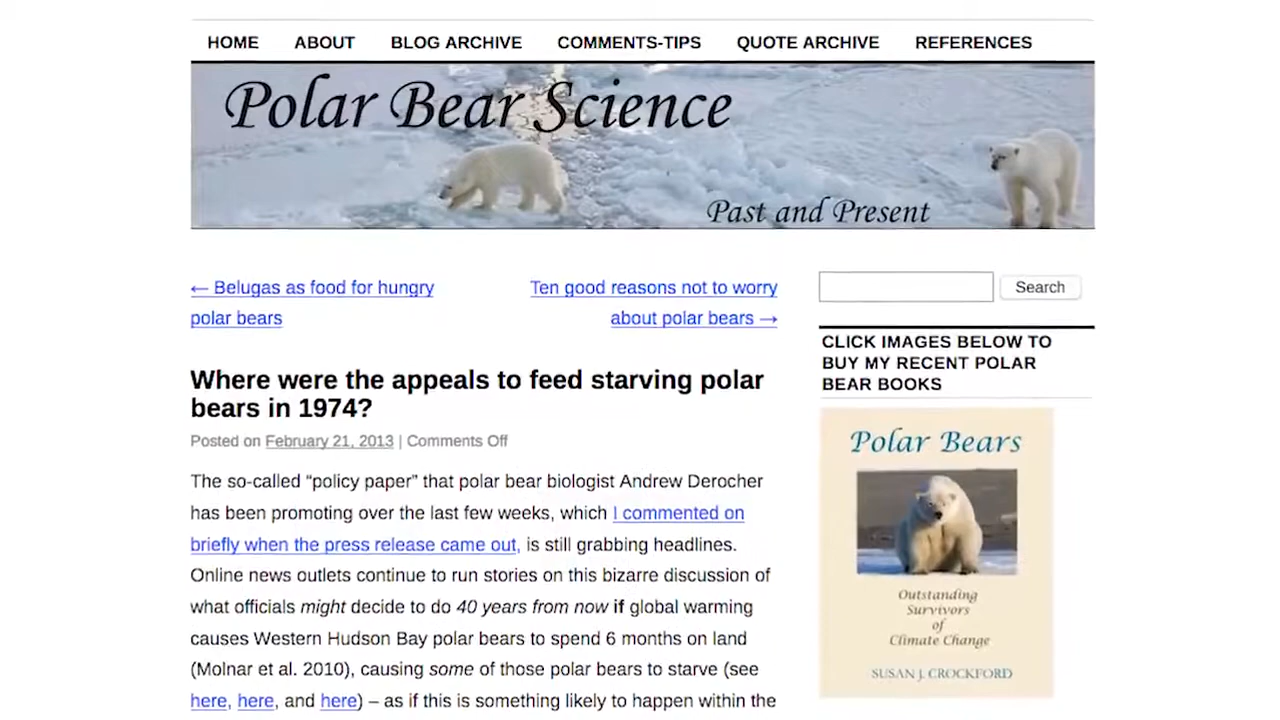 HOME ABOUT BLOG ARCHIVE COMMENTS-TIPS QUOTE ARCHIVE REFERENCES
Polar Bear Science
Past and Present
← Belugas as food for hungry
polar bears
Ten good reasons not to worry
about polar bears →
Where were the appeals to feed starving polar
bears in 1974?
Posted on February 21, 2013 | Comments Off
The so-called “policy paper” that polar bear biologist Andrew Derocher
has been promoting over the last few weeks, which I commented on
briefly when the press release came out, is still grabbing headlines.
Online news outlets continue to run stories on this bizarre discussion of
what officials might decide to do 40 years from now if global warming
causes Western Hudson Bay polar bears to spend 6 months on land
(Molnar et al. 2010), causing some of those polar bears to starve (see
here, here, and here) – as if this is something likely to happen within the
Search
CLICK IMAGES BELOW TO
BUY MY RECENT POLAR
BEAR BOOKS
Polar Bears
Outstanding
Survivors
of
Climate Change
SUSAN J. CROCKFORD